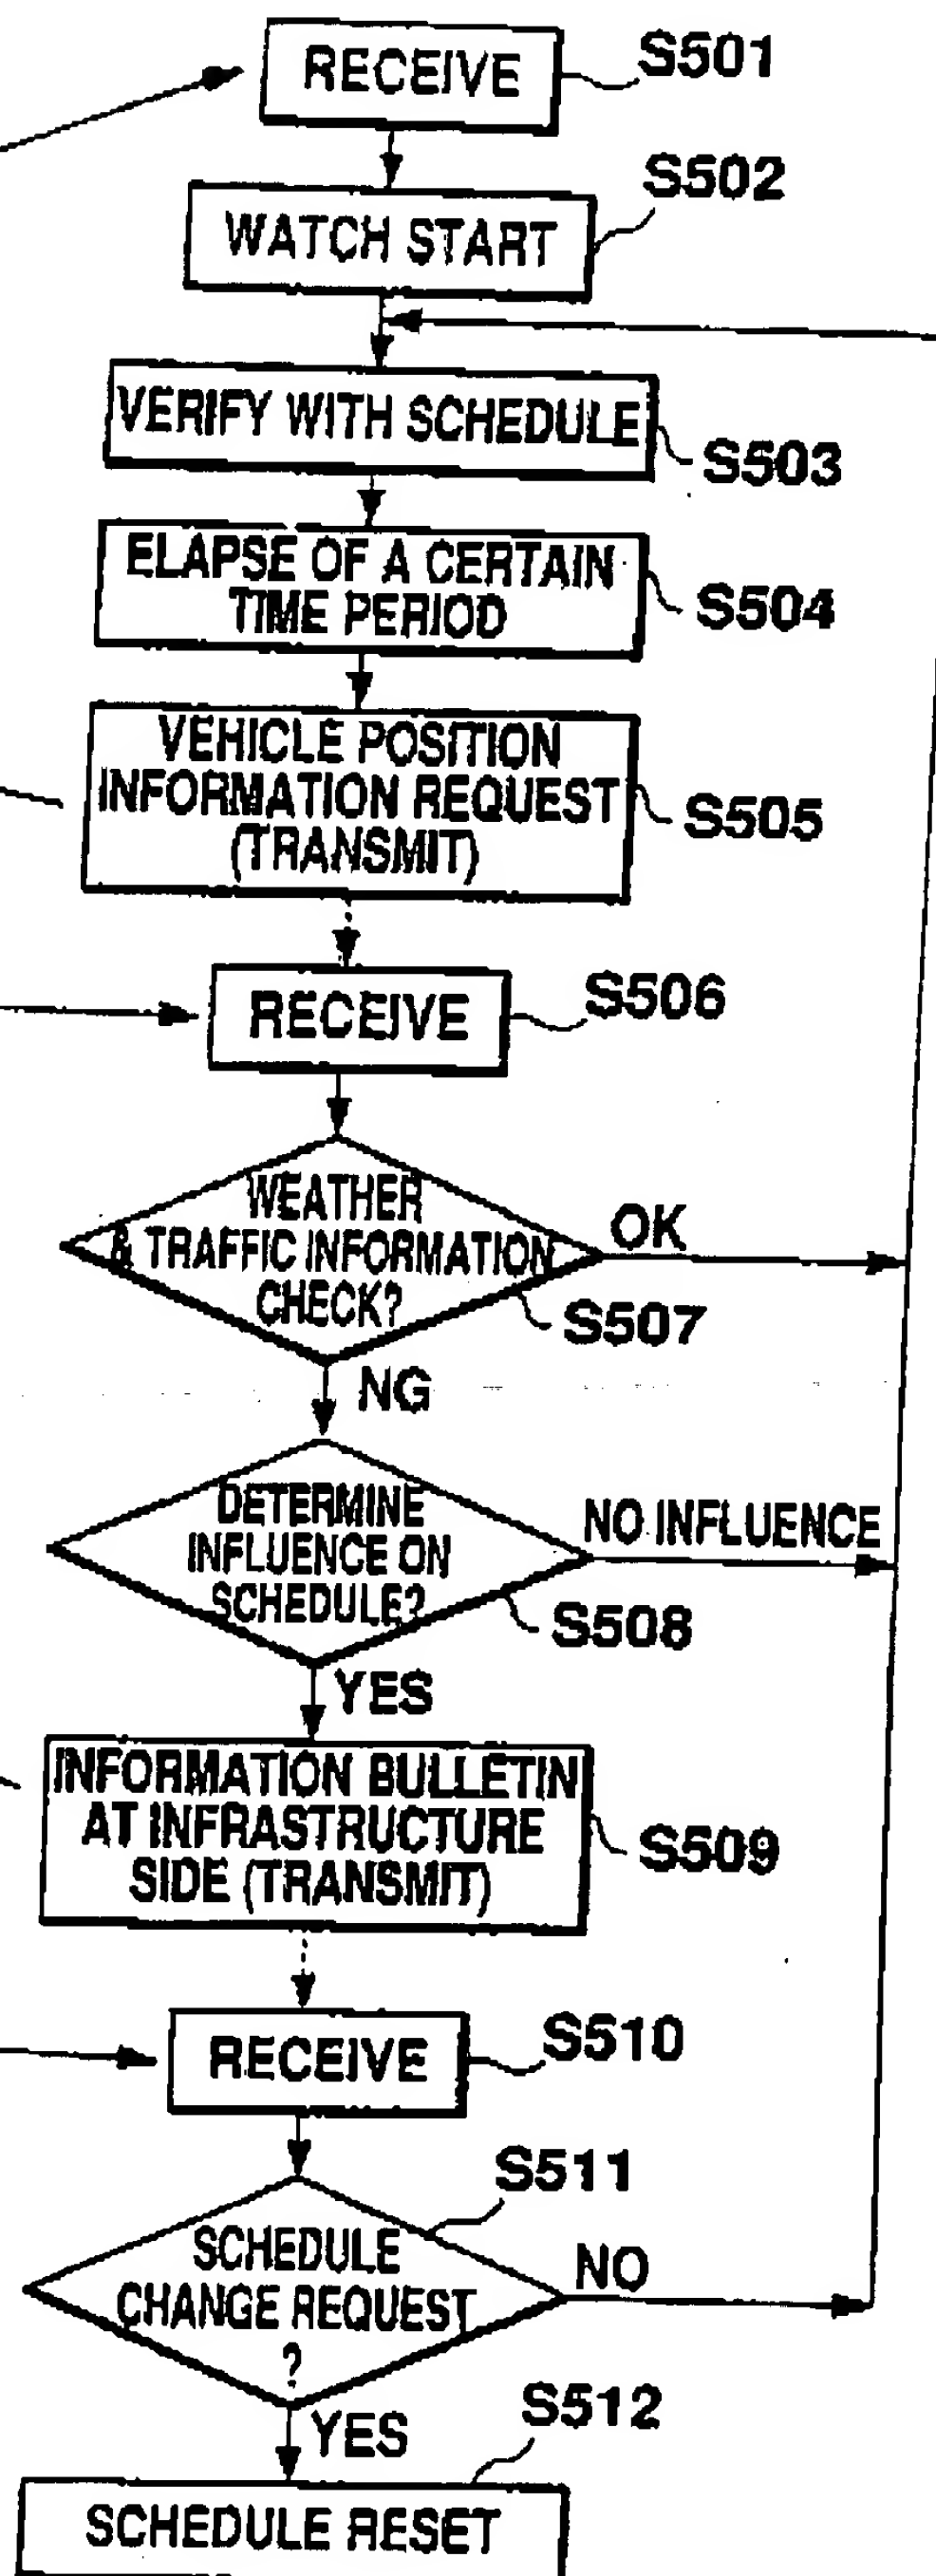 RECEIVE
S501
WATCH START
S502
VERIFY WITH SCHEDULE
S503
ELAPSE OF A CERTAIN
TIME PERIOD
S504
VEHICLE POSITION
INFORMATION REQUEST
(TRANSMIT)
S505
RECEIVE
S506
WEATHER
& TRAFFIC INFORMATION
CHECK?
OK
S507
NG
DETERMINE
INFLUENCE ON
SCHEDULE?
NO INFLUENCE
S508
YES
INFORMATION BULLETIN
AT INFRASTRUCTURE
SIDE (TRANSMIT)
S509
RECEIVE
S510
S511
SCHEDULE
CHANGE REQUEST
?
NO
YES
S512
SCHEDULE RESET